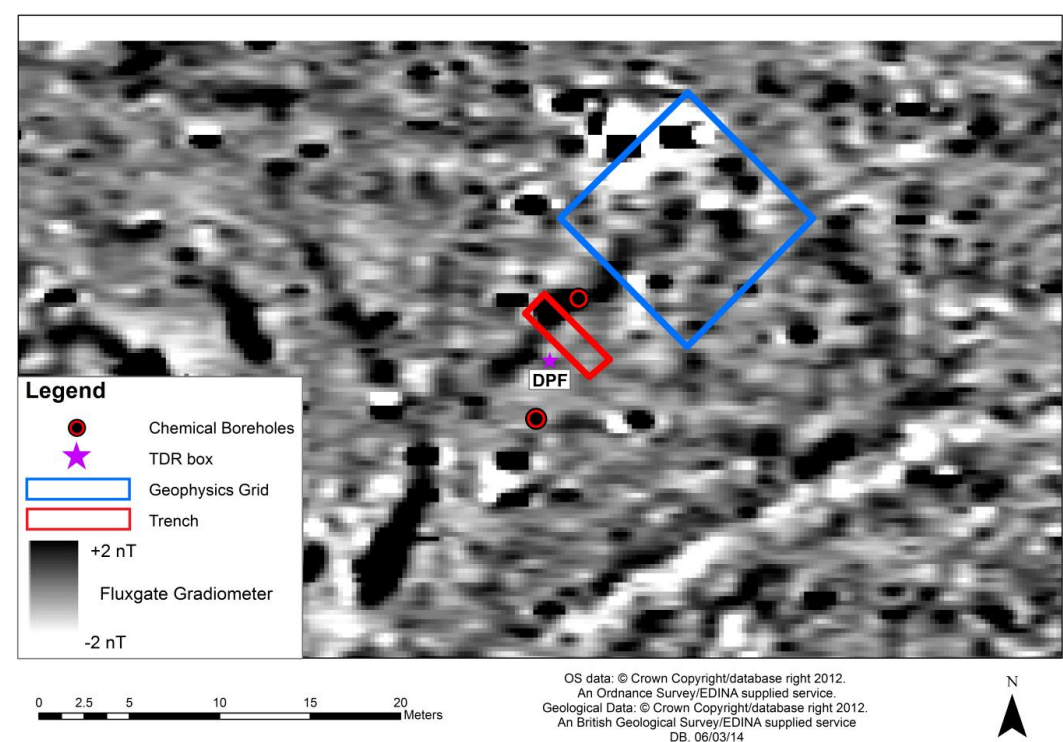 DPF
Legend
Chemical Boreholes
TDR box
Geophysics Grid
Trench
+2 nT
Fluxgate Gradiometer
-2 nT
0 2.5 5 10 15 20
Meters
OS data: © Crown Copyright/database right 2012.
An Ordnance Survey/EDINA supplied service.
Geological Data: © Crown Copyright/database right 2012.
An British Geological Survey/EDINA supplied service
DB. 06/03/14
N